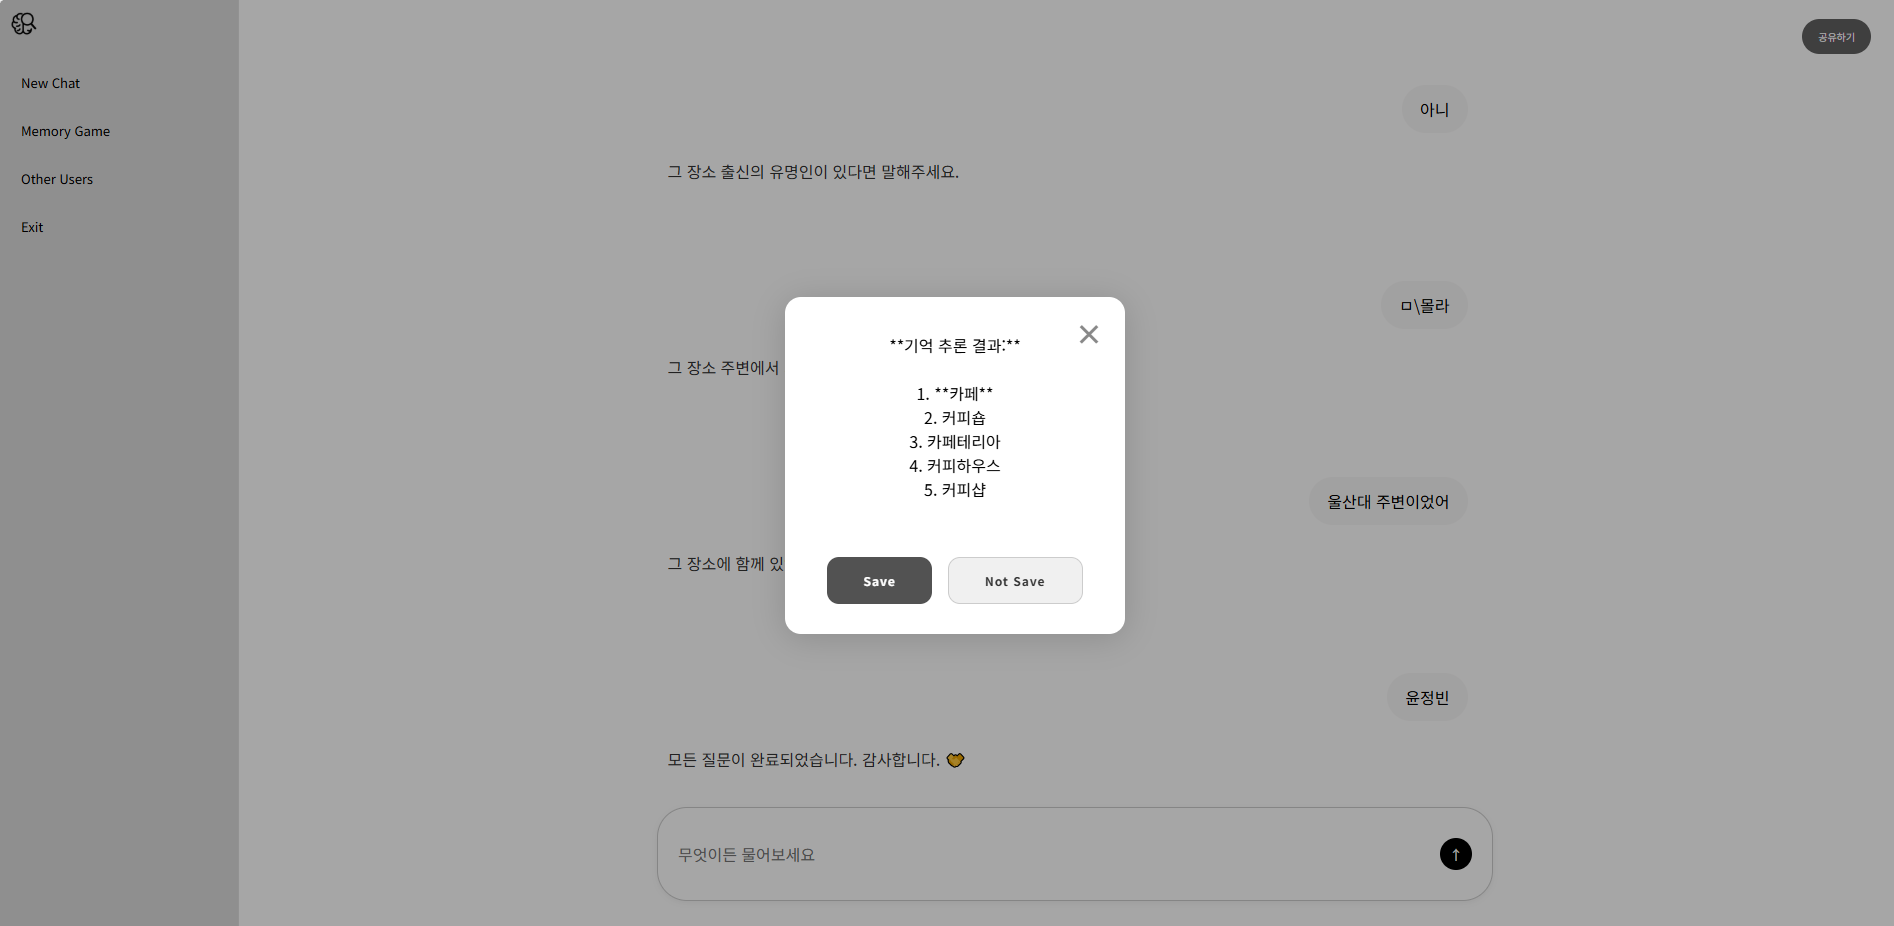 New Chat
Memory Game
Other Users
Exit
공유하기
아니
그 장소 출신의 유명인이 있다면 말해주세요.
ㅁ\몰라
그 장소 주변에서
울산대 주변이었어
그 장소에 함께 있
윤정빈
모든 질문이 완료되었습니다. 감사합니다.
**기억 추론 결과:**
1. **카페**
2. 커피숍
3. 카페테리아
4. 커피하우스
5. 커피샵
Save
Not Save
무엇이든 물어보세요